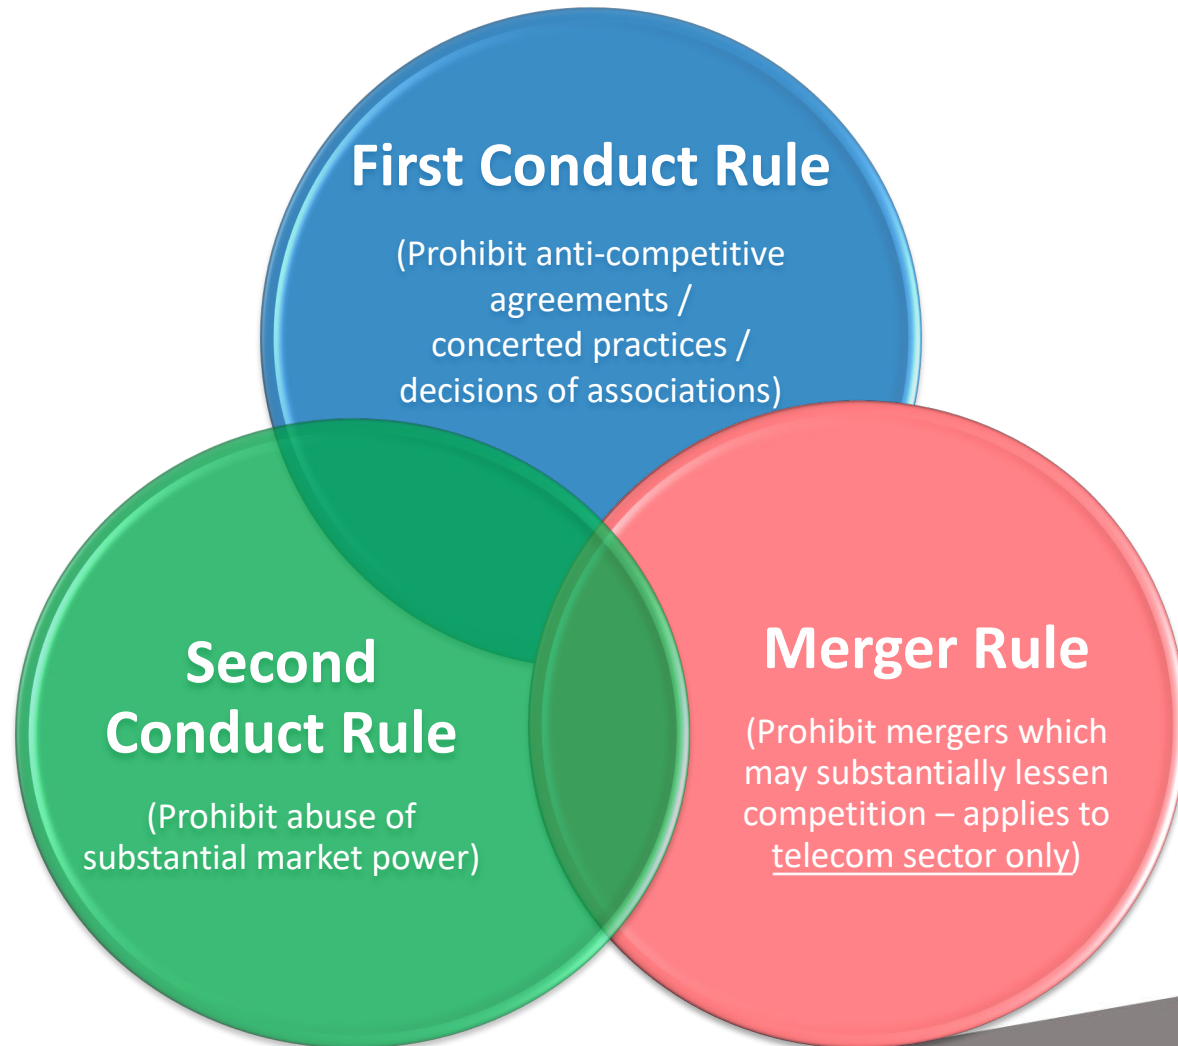 First Conduct Rule
(Prohibit anti-competitive
agreements /
concerted practices /
decisions of associations)
Second
Conduct Rule
(Prohibit abuse of
substantial market power)
Merger Rule
(Prohibit mergers which
may substantially lessen
competition – applies to
telecom sector only)